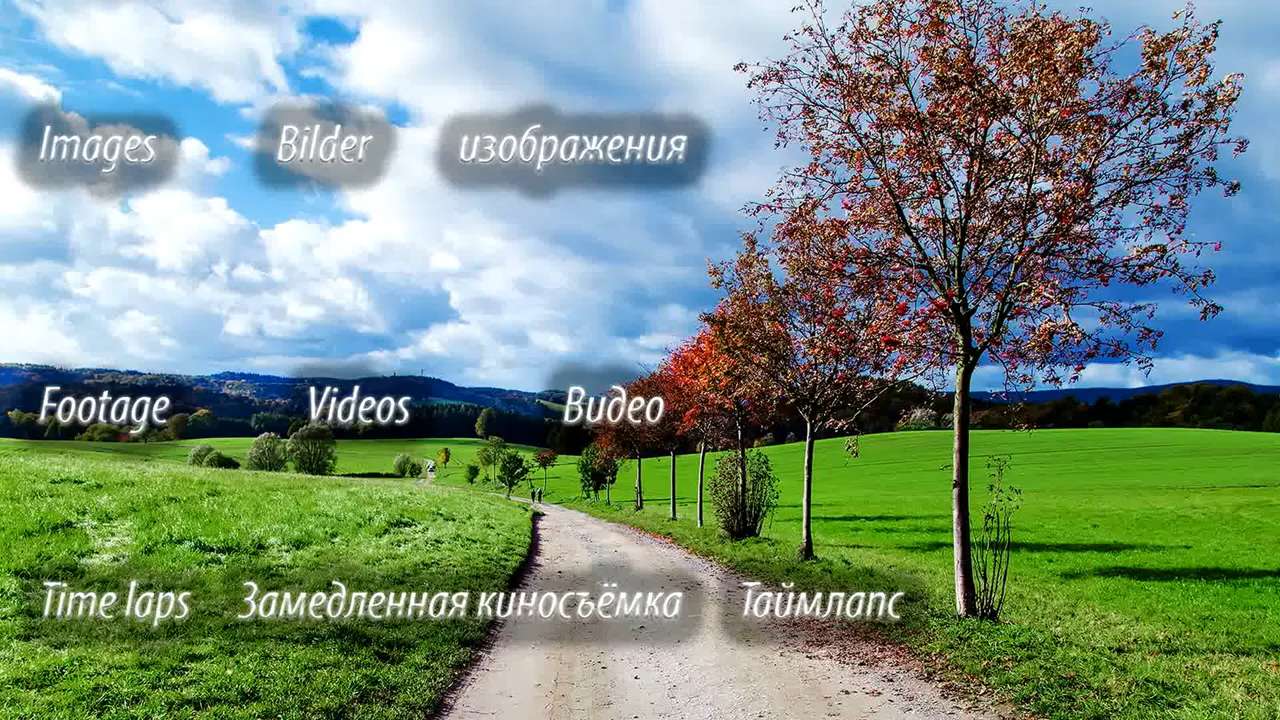 Images Bilder изображения
Footage Videos Видео
Time laps Замедленная киносъёмка Таймлапс